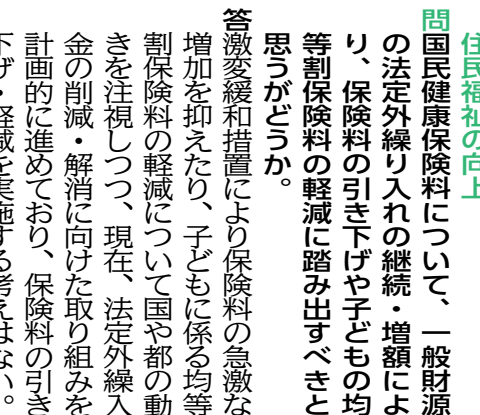 住民福祉の向上
問国民健康保険料について、一般財源
の法定外繰り入れの継続・増額によ
り、保険料の引き下げや子どもの均
等割保険料の軽減に踏み出すべきと
思うがどうか。
答激変緩和措置により保険料の急激な
増加を抑えたり、子どもに係る均等
割保険料の軽減について国や都の動
きを注視しつつ、現在、法定外繰入
金の削減・解消に向けた取り組みを
計画的に進めており、保険料の引き
下げ・軽減を実施する考えはない。